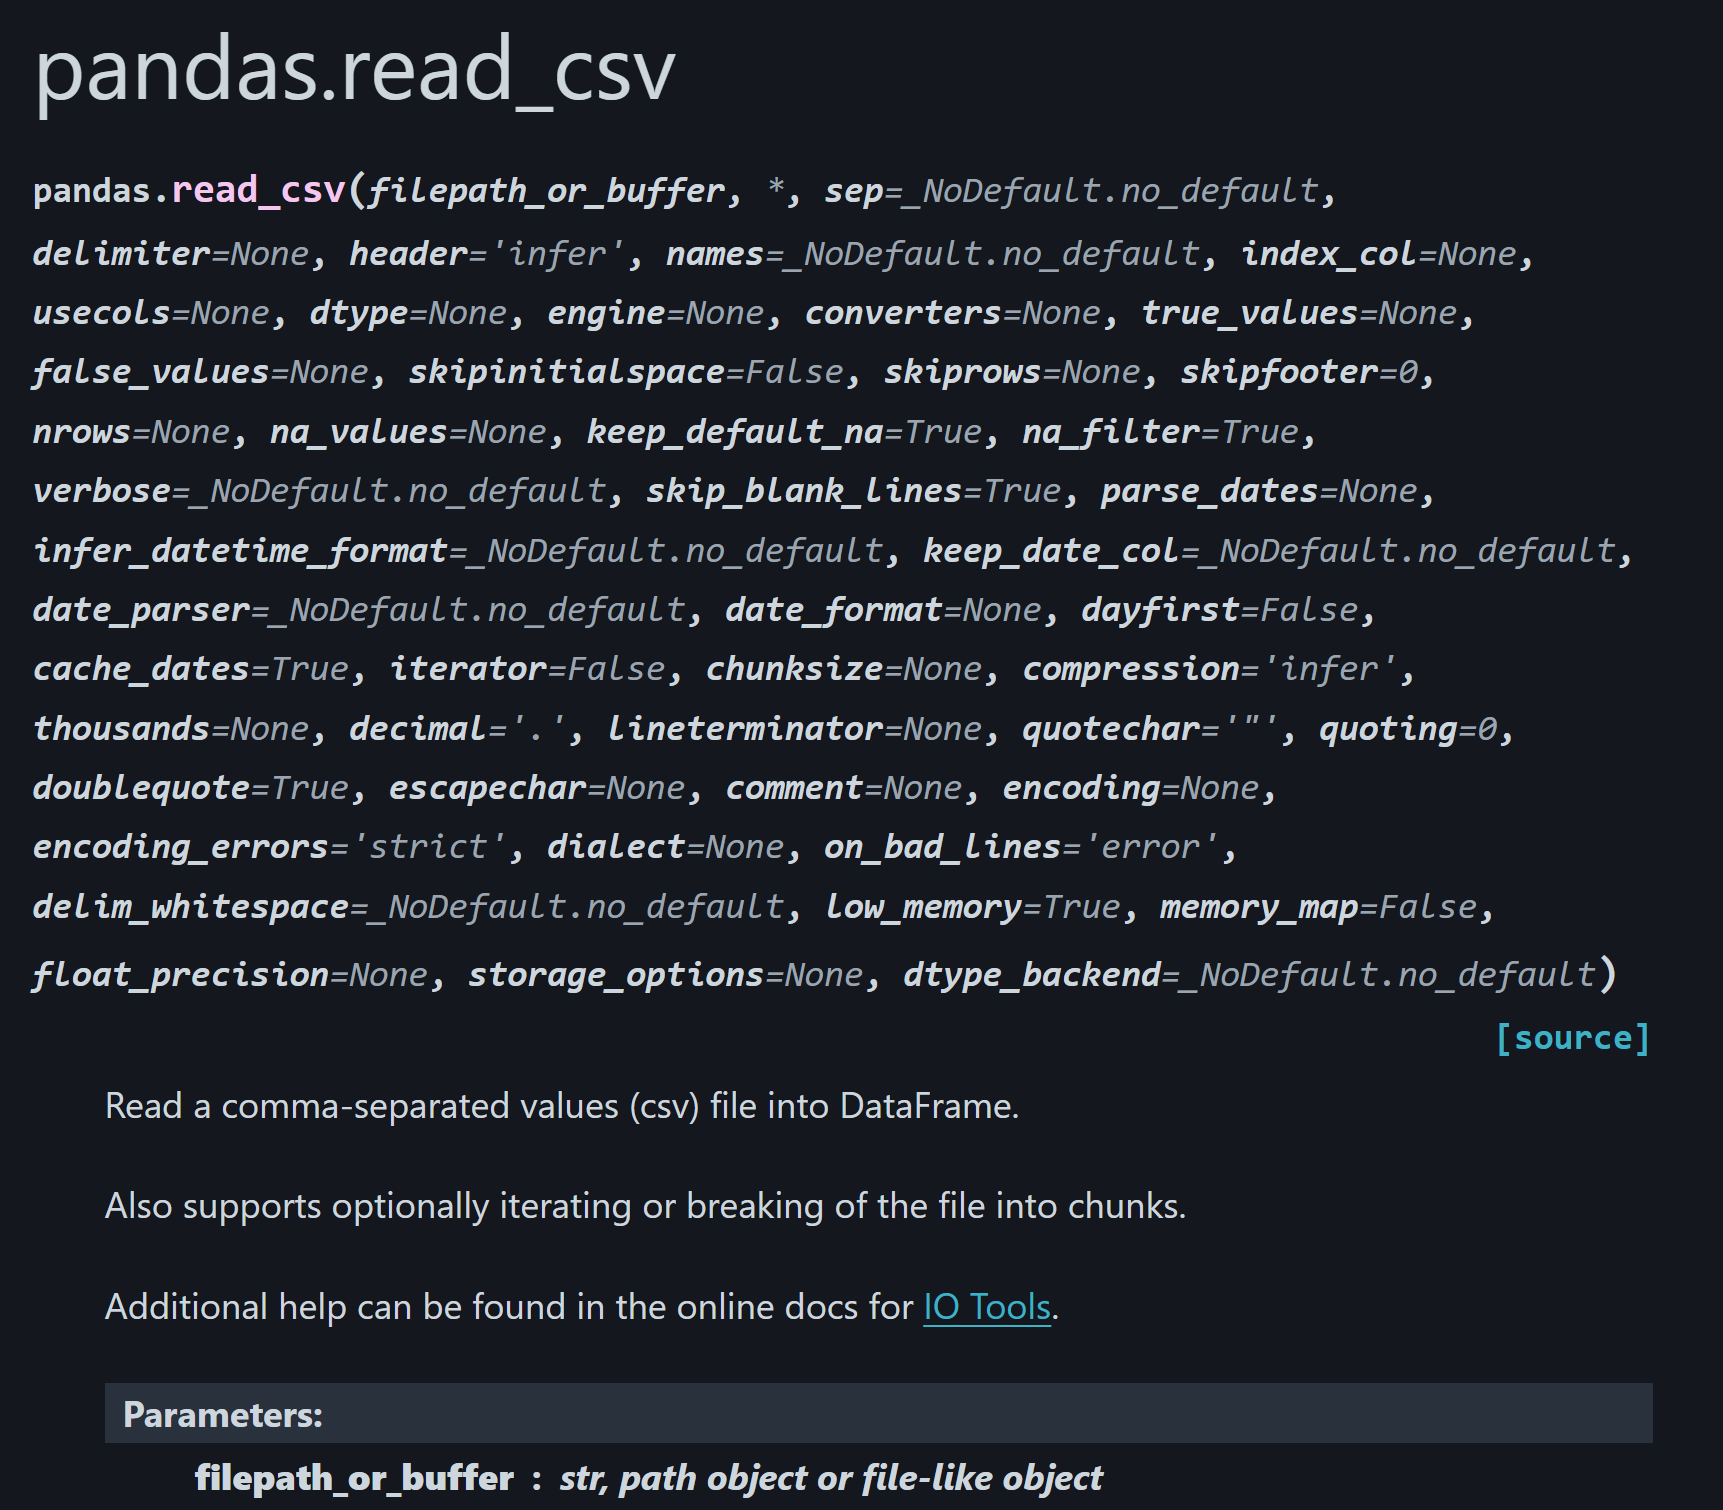 pandas.read_csv
pandas.read_csv(filepath_or_buffer, *, sep=_NoDefault.no_default,
delimiter=None, header='infer', names=_NoDefault.no_default, index_col=None,
usecols=None, dtype=None, engine=None, converters=None, true_values=None,
false_values=None, skipinitialspace=False, skiprows=None, skipfooter=0,
nrows=None, na_values=None, keep_default_na=True, na_filter=True,
verbose=_NoDefault.no_default, skip_blank_lines=True, parse_dates=None,
infer_datetime_format=_NoDefault.no_default, keep_date_col=_NoDefault.no_default,
date_parser=_NoDefault.no_default, date_format=None, dayfirst=False,
cache_dates=True, iterator=False, chunksize=None, compression='infer',
thousands=None, decimal='.', lineterminator=None, quotechar='"', quoting=0,
doublequote=True, escapechar=None, comment=None, encoding=None,
encoding_errors='strict', dialect=None, on_bad_lines='error',
delim_whitespace=_NoDefault.no_default, low_memory=True, memory_map=False,
float_precision=None, storage_options=None, dtype_backend=_NoDefault.no_default)
[source]
Read a comma-separated values (csv) file into DataFrame.
Also supports optionally iterating or breaking of the file into chunks.
Additional help can be found in the online docs for IO Tools.
Parameters:
filepath_or_buffer : str, path object or file-like object